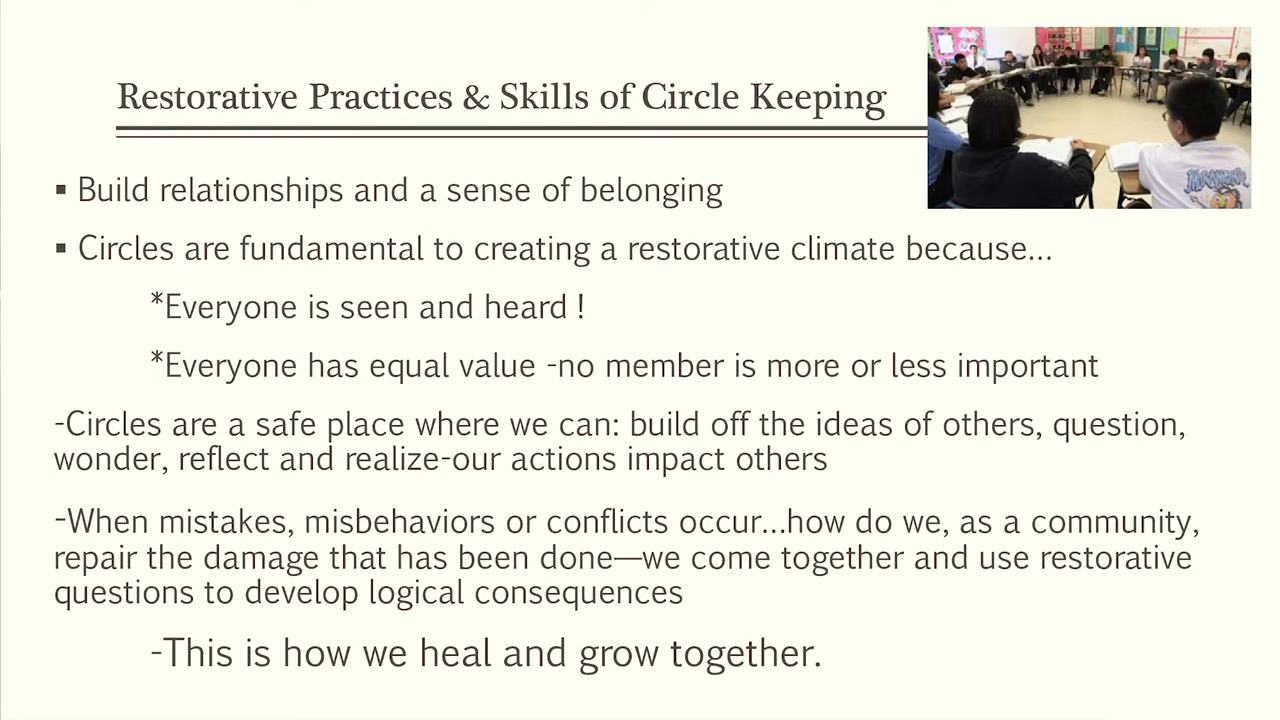 Restorative Practices & Skills of Circle Keeping
▪ Build relationships and a sense of belonging
▪ Circles are fundamental to creating a restorative climate because...
*Everyone is seen and heard !
*Everyone has equal value -no member is more or less important
-Circles are a safe place where we can: build off the ideas of others, question,
wonder, reflect and realize-our actions impact others
-When mistakes, misbehaviors or conflicts occur...how do we, as a community,
repair the damage that has been done—we come together and use restorative
questions to develop logical consequences
-This is how we heal and grow together.